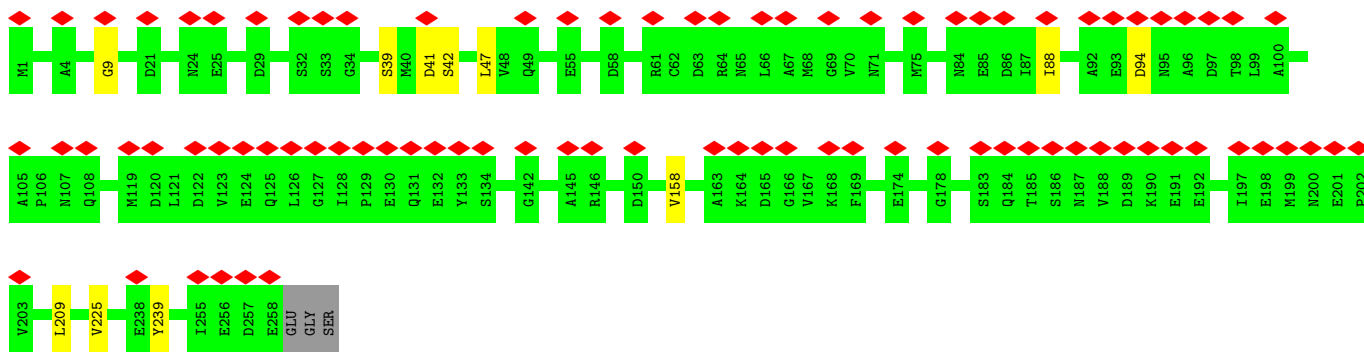 M1 A4 G9 D21 N24 E25 D29 S32 S33 G34 S39 M40 D41 S42 L47 V48 Q49 E55 D58 R61 C62 D63 R64 N65 L66 A67 M68 G69 V70 N71 M75 N84 E85 D86 I87 I88 A92 E93 D94 N95 A96 D97 T98 L99 A100
A105 P106 N107 Q108 M119 D120 L121 D122 V123 E124 Q125 L126 G127 I128 P129 E130 Q131 E132 Y133 S134 G142 A145 R146 D150 V158 A163 K164 D165 G166 V167 K168 F169 E174 G178 S183 Q184 T185 S186 N187 V188 D189 K190 E191 E192 I197 E198 M199 N200 E201 P202
V203 L209 V225 E238 Y239 I255 E256 D257 E258 GLU GLY SER